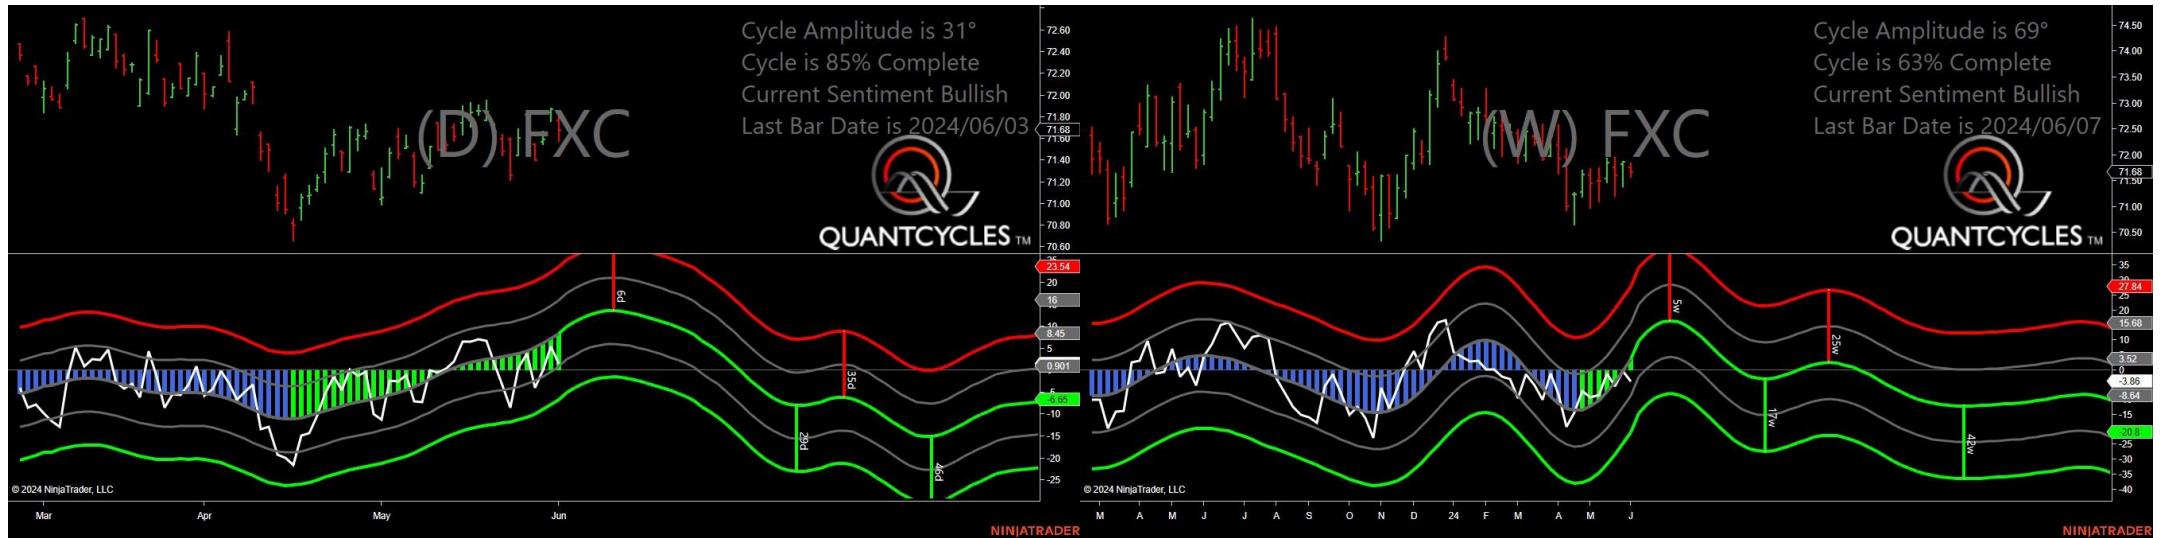 Cycle Amplitude is 31°
Cycle is 85% Complete
Current Sentiment Bullish
Last Bar Date is 2024/06/03
(D) FXC
QUANTCYCLES TM
72.60
72.40
72.20
72.00
71.80
71.68
71.60
71.40
71.20
71.00
70.80
70.60
25
23.54
20
16
10
8.45
5
0.901
-5
-6.65
-10
-15
-20
-25
6d
35d
29d
46d
© 2024 NinjaTrader, LLC
Mar
Apr
May
Jun
NINJATRADER
Cycle Amplitude is 69°
Cycle is 63% Complete
Current Sentiment Bullish
Last Bar Date is 2024/06/07
(W) FXC
QUANTCYCLES TM
74.50
74.00
73.50
73.00
72.50
72.00
71.68
71.50
71.00
70.50
35
30
27.84
25
20
15.68
3.52
0
-3.86
-8.64
-15
-20.8
-25
-30
-35
-40
5w
25w
17w
42w
© 2024 NinjaTrader, LLC
M A M J J A S O N D 24 F M A M J
NINJATRADER